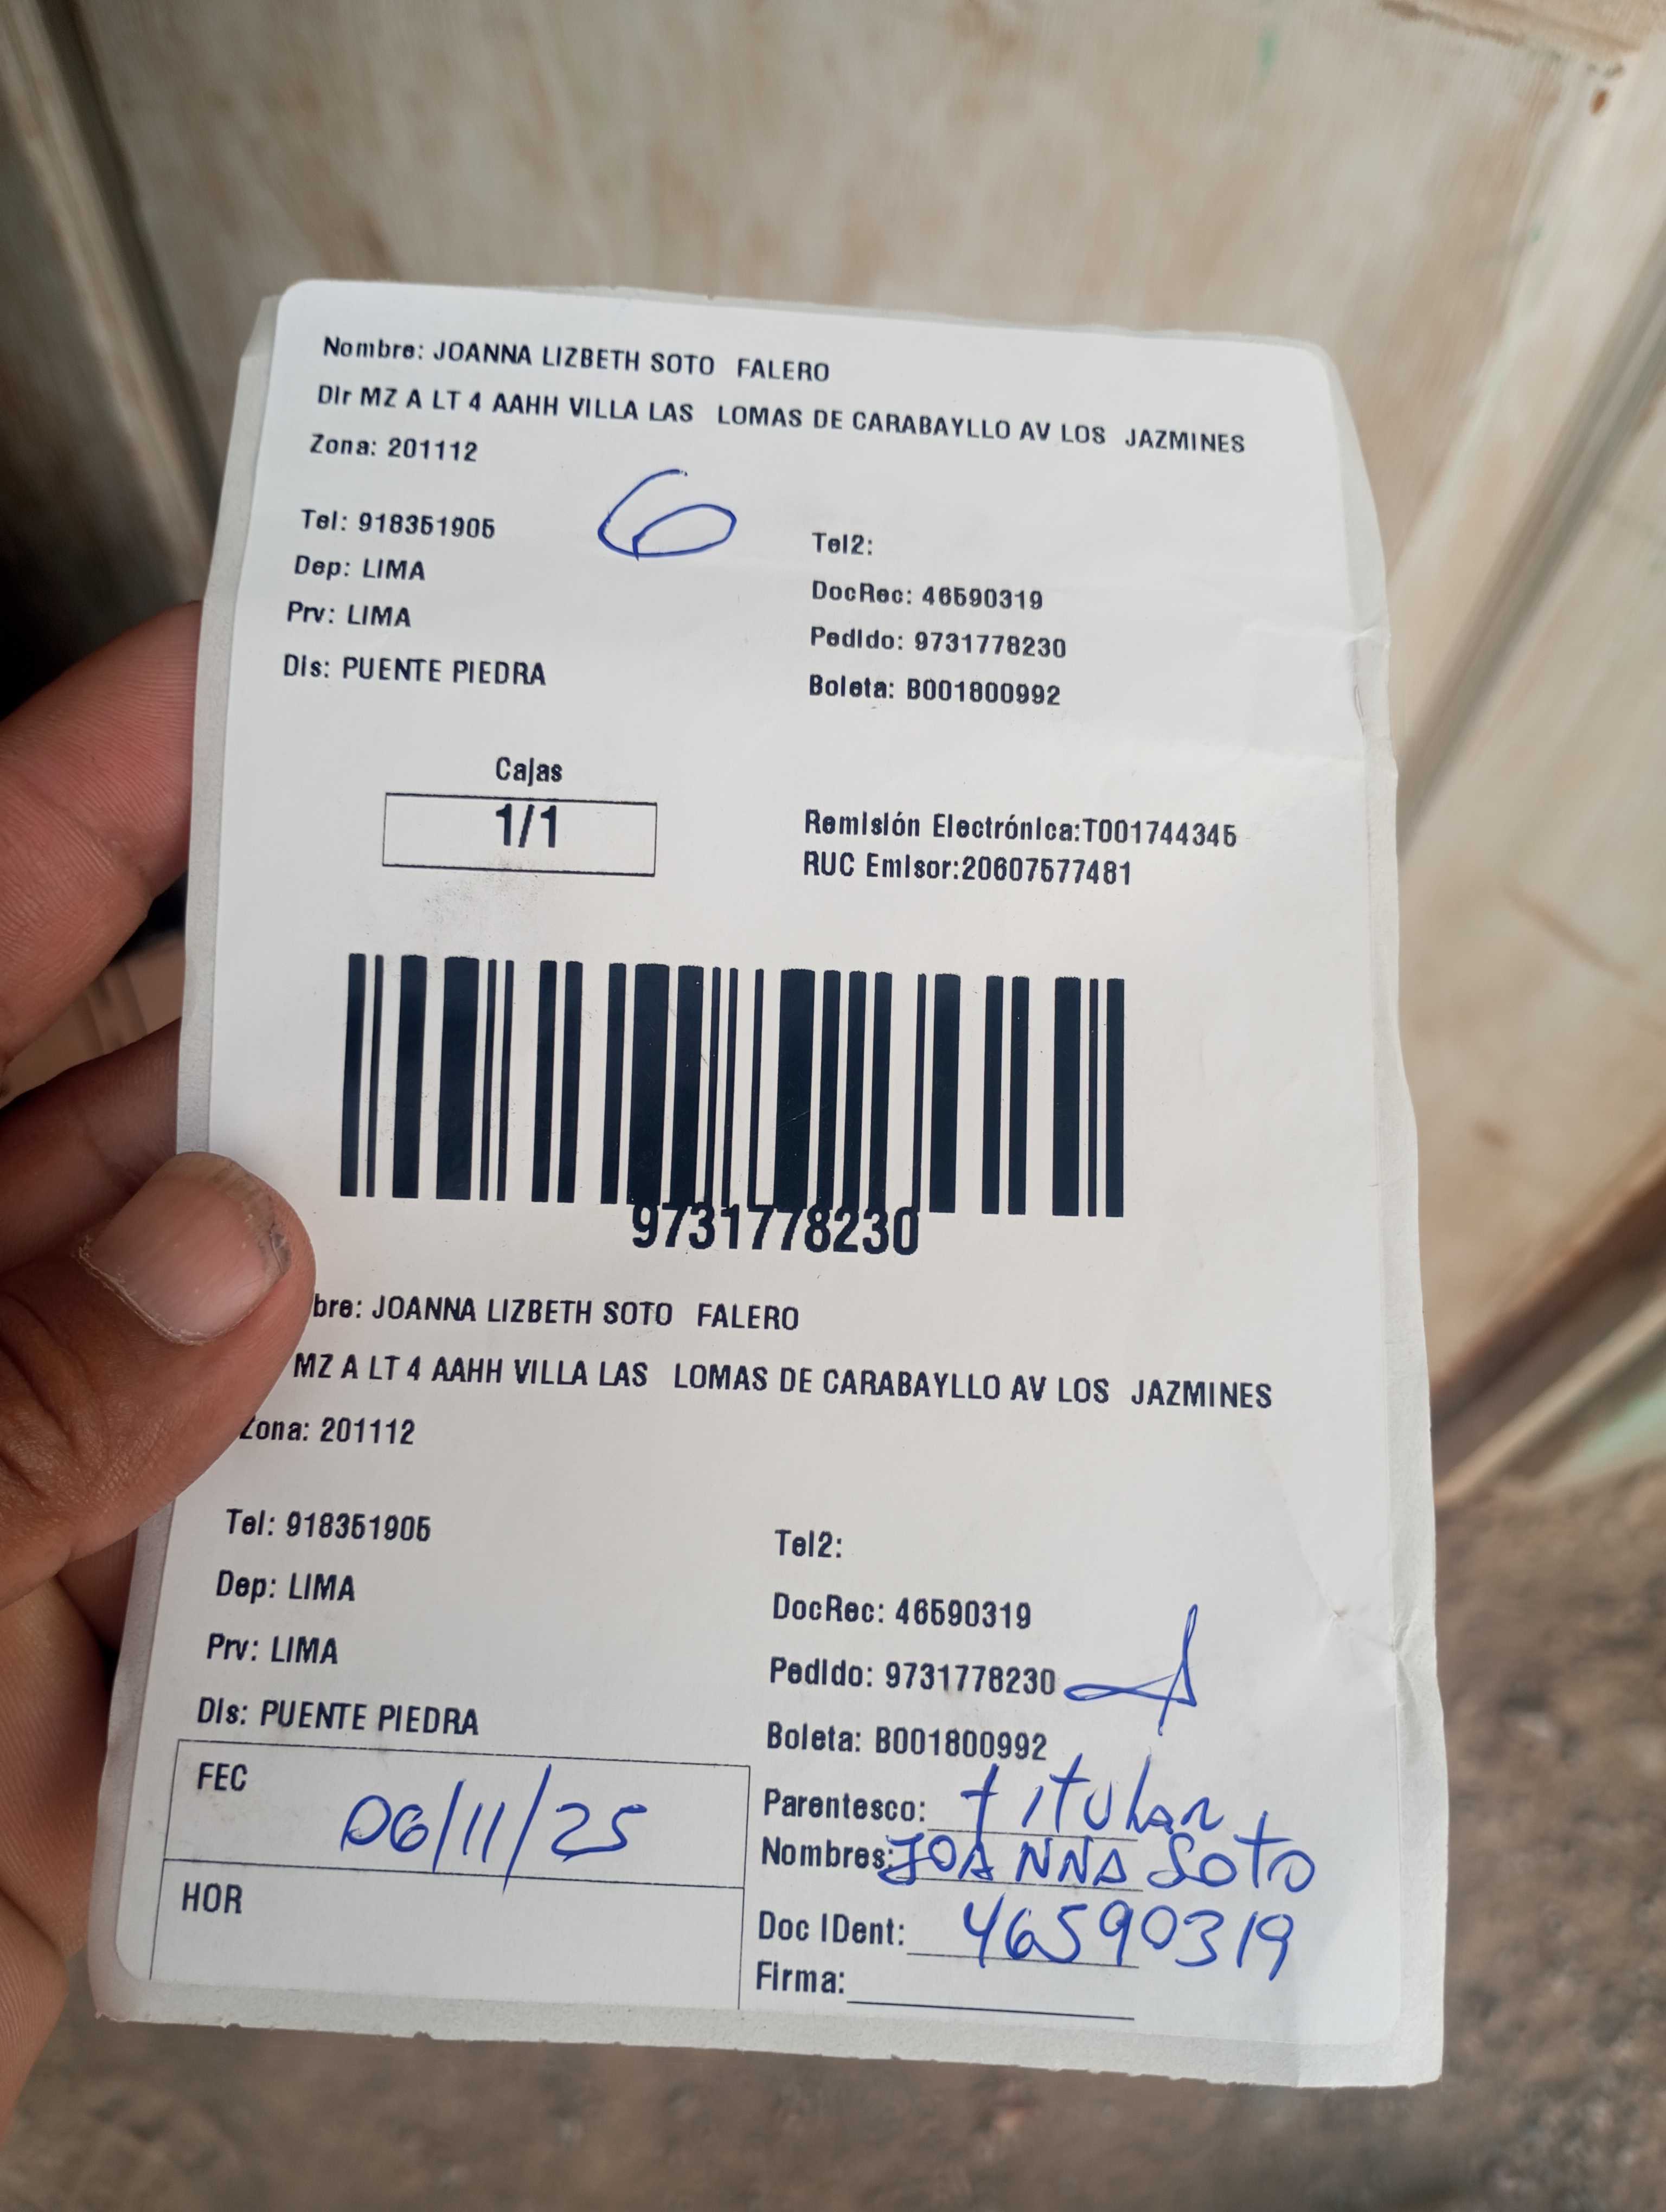 Nombre: JOANNA LIZBETH SOTO FALERO
Dir MZ A LT 4 AAHH VILLA LAS LOMAS DE CARABAYLLO AV LOS JAZMINES
Zona: 201112
6
Tel: 918351905 Tel2:
Dep: LIMA DocRec: 46590319
Prv: LIMA Pedido: 9731778230
Dis: PUENTE PIEDRA Boleta: B001800992
Cajas
1/1
Remisión Electrónica:T001744345
RUC Emisor:20607577481
9731778230
bre: JOANNA LIZBETH SOTO FALERO
MZ A LT 4 AAHH VILLA LAS LOMAS DE CARABAYLLO AV LOS JAZMINES
Zona: 201112
Tel: 918351905 Tel2:
Dep: LIMA DocRec: 46590319
Prv: LIMA Pedido: 9731778230
Dis: PUENTE PIEDRA Boleta: B001800992
FEC 06/11/25
HOR
Parentesco: titular
Nombres: JOANNA Soto
Doc IDent: 46590319
Firma: